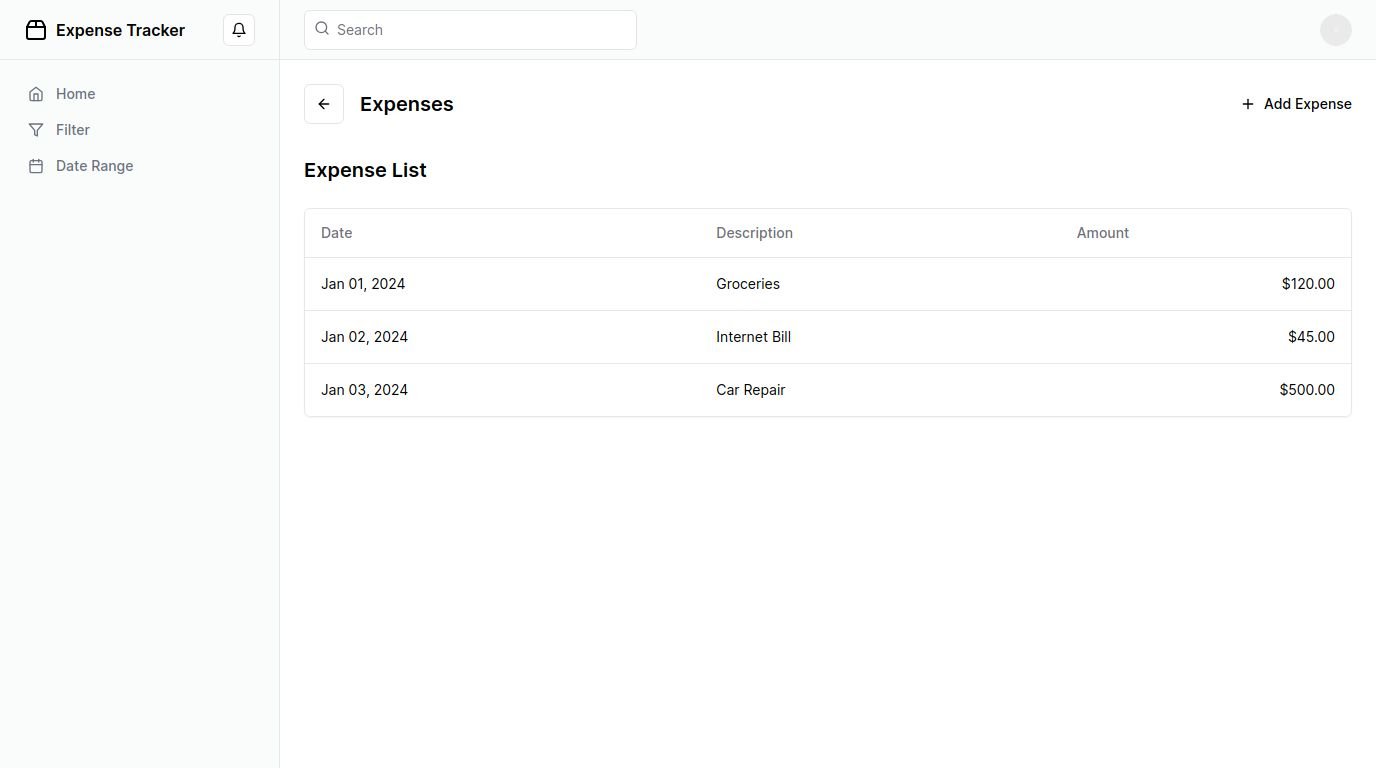 Expense Tracker
Search
Home
Filter
Date Range
Expenses
Add Expense
Expense List
Date Description Amount
Jan 01, 2024 Groceries $120.00
Jan 02, 2024 Internet Bill $45.00
Jan 03, 2024 Car Repair $500.00